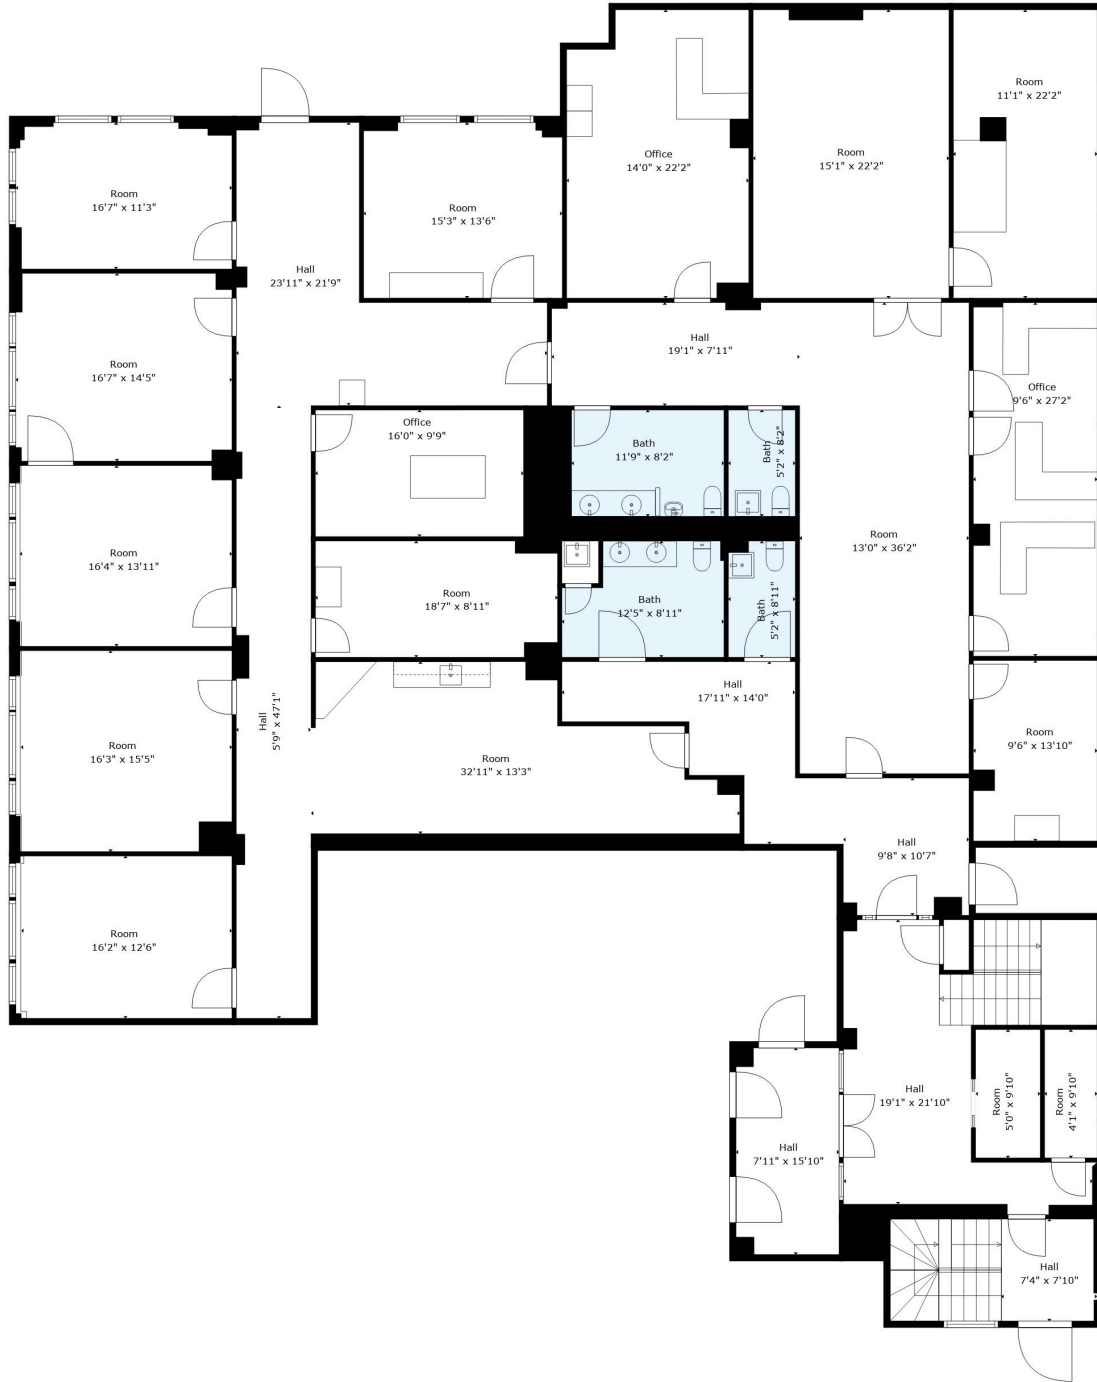 Room
11'1" x 22'2"
Office
14'0" x 22'2"
Room
15'1" x 22'2"
Room
16'7" x 11'3"
Room
15'3" x 13'6"
Hall
23'11" x 21'9"
Hall
19'1" x 7'11"
Room
16'7" x 14'5"
Office
9'6" x 27'2"
Office
16'0" x 9'9"
Bath
11'9" x 8'2"
Bath
5'2" x 8'2"
Room
13'0" x 36'2"
Room
16'4" x 13'11"
Room
18'7" x 8'11"
Bath
12'5" x 8'11"
Bath
5'2" x 8'11"
Hall
17'11" x 14'0"
Hall
5'9" x 47'1"
Room
16'3" x 15'5"
Room
32'11" x 13'3"
Room
9'6" x 13'10"
Hall
9'8" x 10'7"
Room
16'2" x 12'6"
Hall
19'1" x 21'10"
Room
5'0" x 9'10"
Room
4'1" x 9'10"
Hall
7'11" x 15'10"
Hall
7'4" x 7'10"